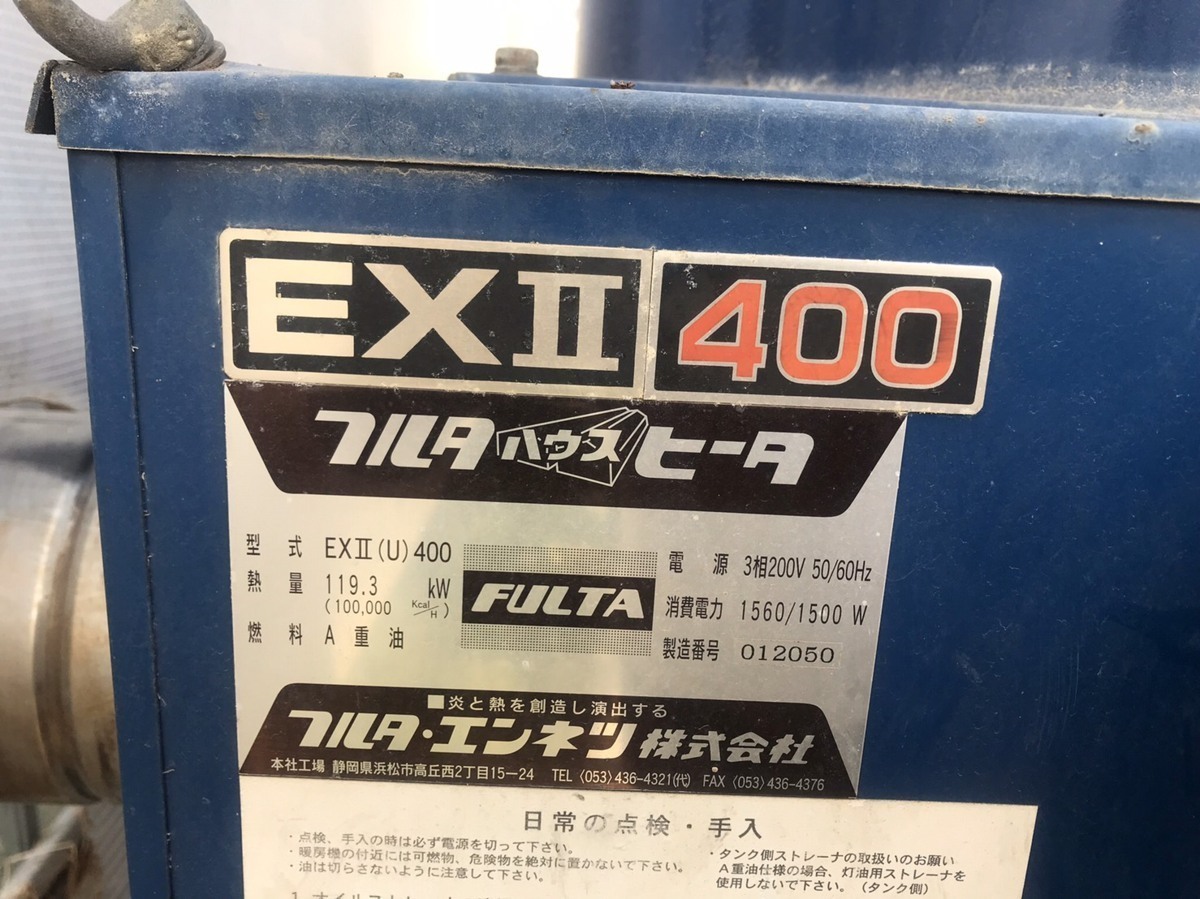 EXⅡ 400
フルタ ハウス ヒータ
型式 EXⅡ(U)400
熱量 119.3 kW
(100,000 Kcal/H)
燃料 A重油
FULTA
電源 3相200V 50/60Hz
消費電力 1560/1500 W
製造番号 012050
■炎と熱を創造し演出する
フルタ・エンネツ株式会社
本社工場 静岡県浜松市高丘西2丁目15-24 TEL〈053〉436-4321(代) FAX〈053〉436-4376
日常の点検・手入
・点検、手入の時は必ず電源を切って下さい。
・暖房機の付近には可燃物、危険物を絶対に置かないで下さい。
・油は切らさないように注意して下さい。
・タンク側ストレーナの取扱いのお願い
A重油仕様の場合、灯油用ストレーナを
使用しないで下さい。(タンク側)